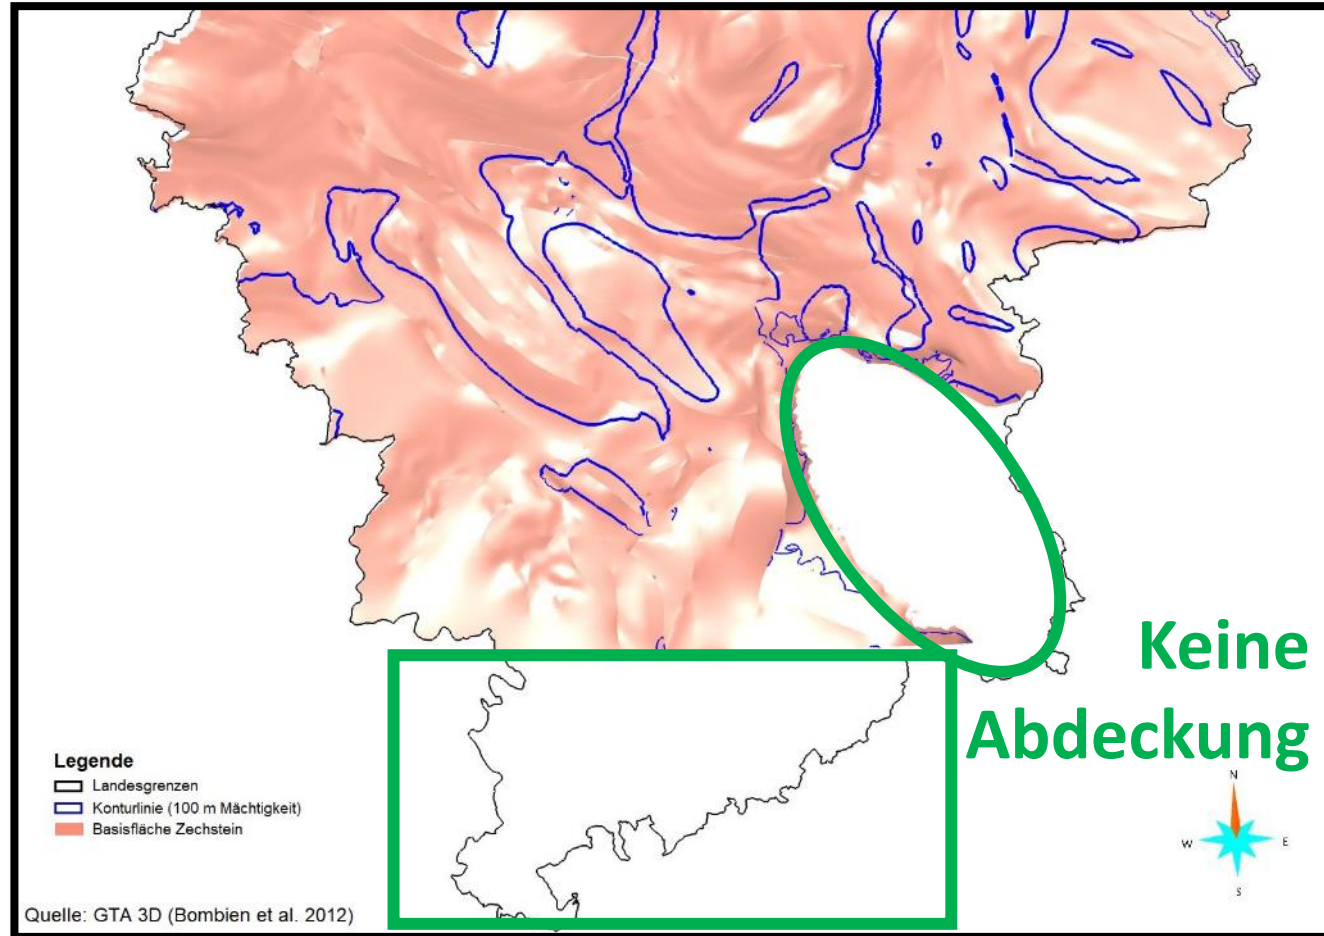 Keine
Abdeckung
Legende
Landesgrenzen
Konturlinie (100 m Mächtigkeit)
Basisfläche Zechstein
N
W
E
S
Quelle: GTA 3D (Bombien et al. 2012)